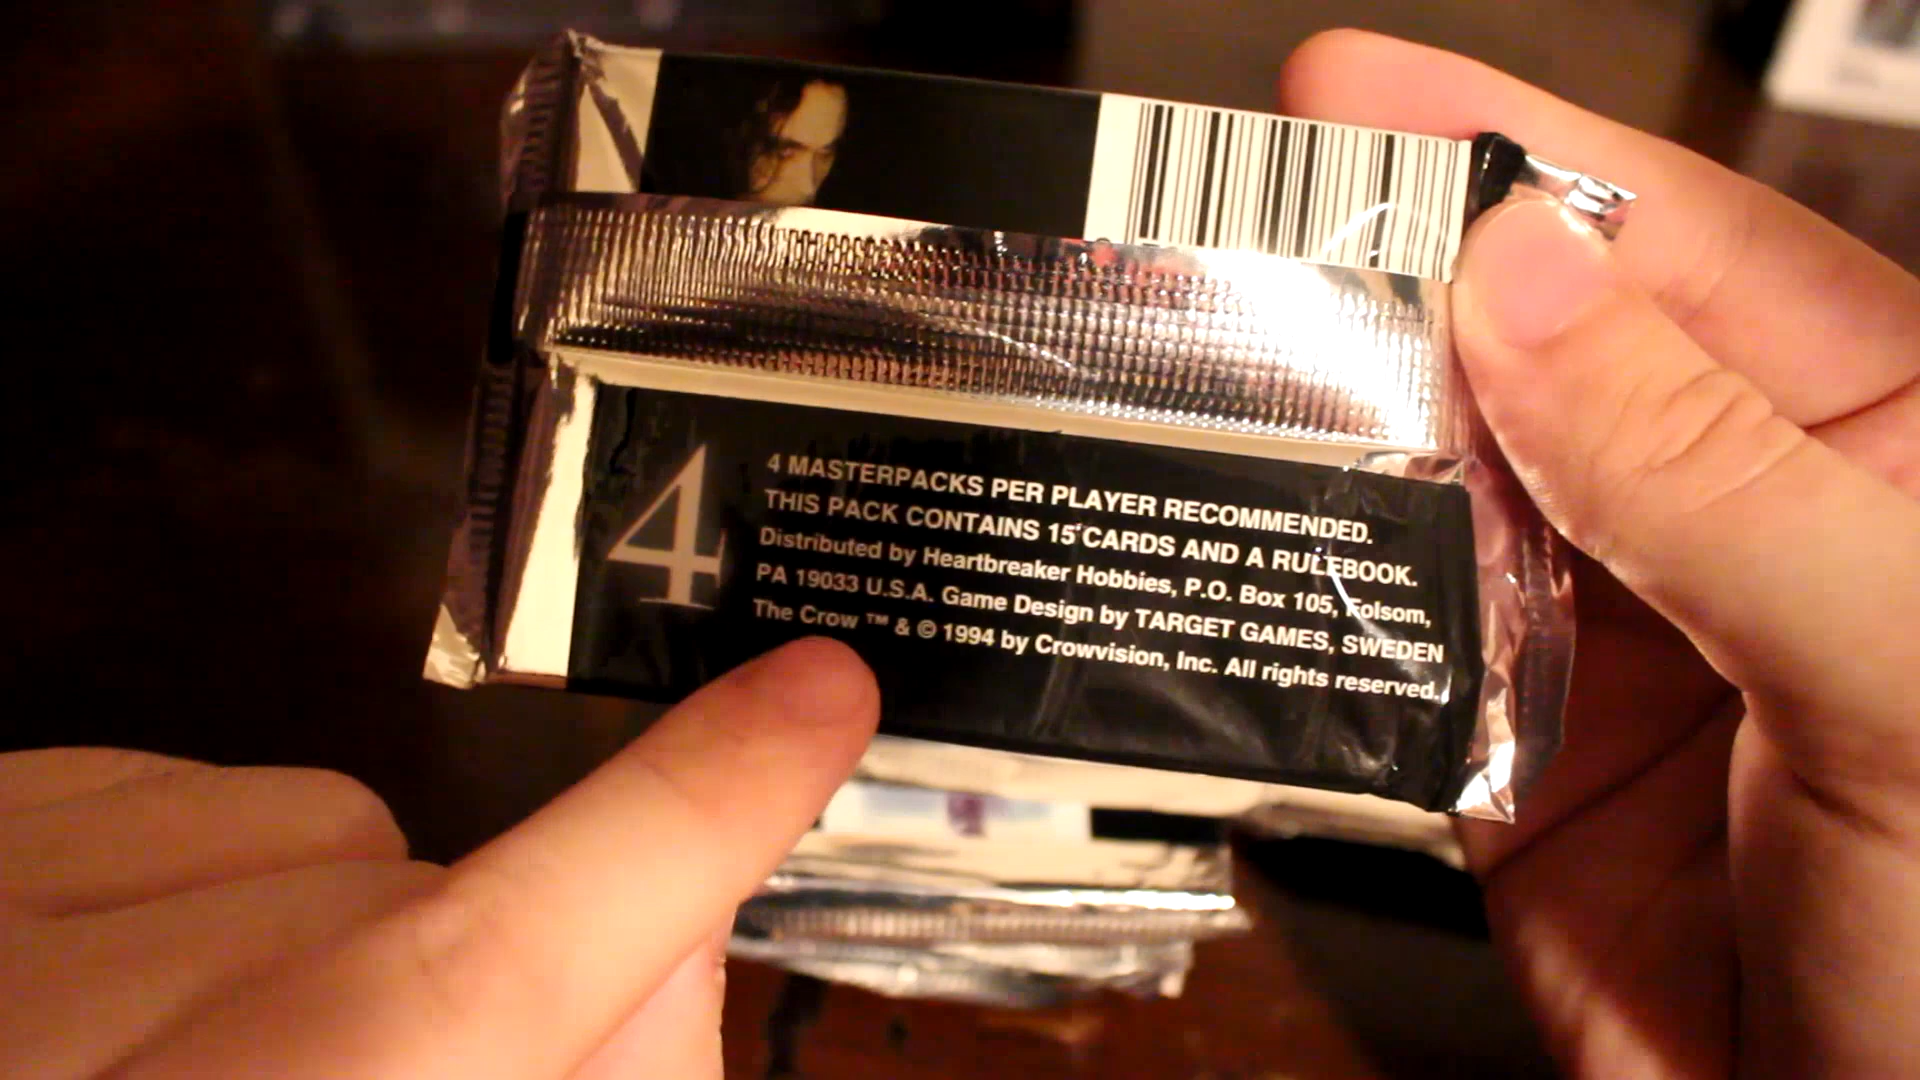 4
4 MASTERPACKS PER PLAYER RECOMMENDED.
THIS PACK CONTAINS 15 CARDS AND A RULEBOOK.
Distributed by Heartbreaker Hobbies, P.O. Box 105, Folsom,
PA 19033 U.S.A. Game Design by TARGET GAMES, SWEDEN
The Crow ™ & © 1994 by Crowvision, Inc. All rights reserved.